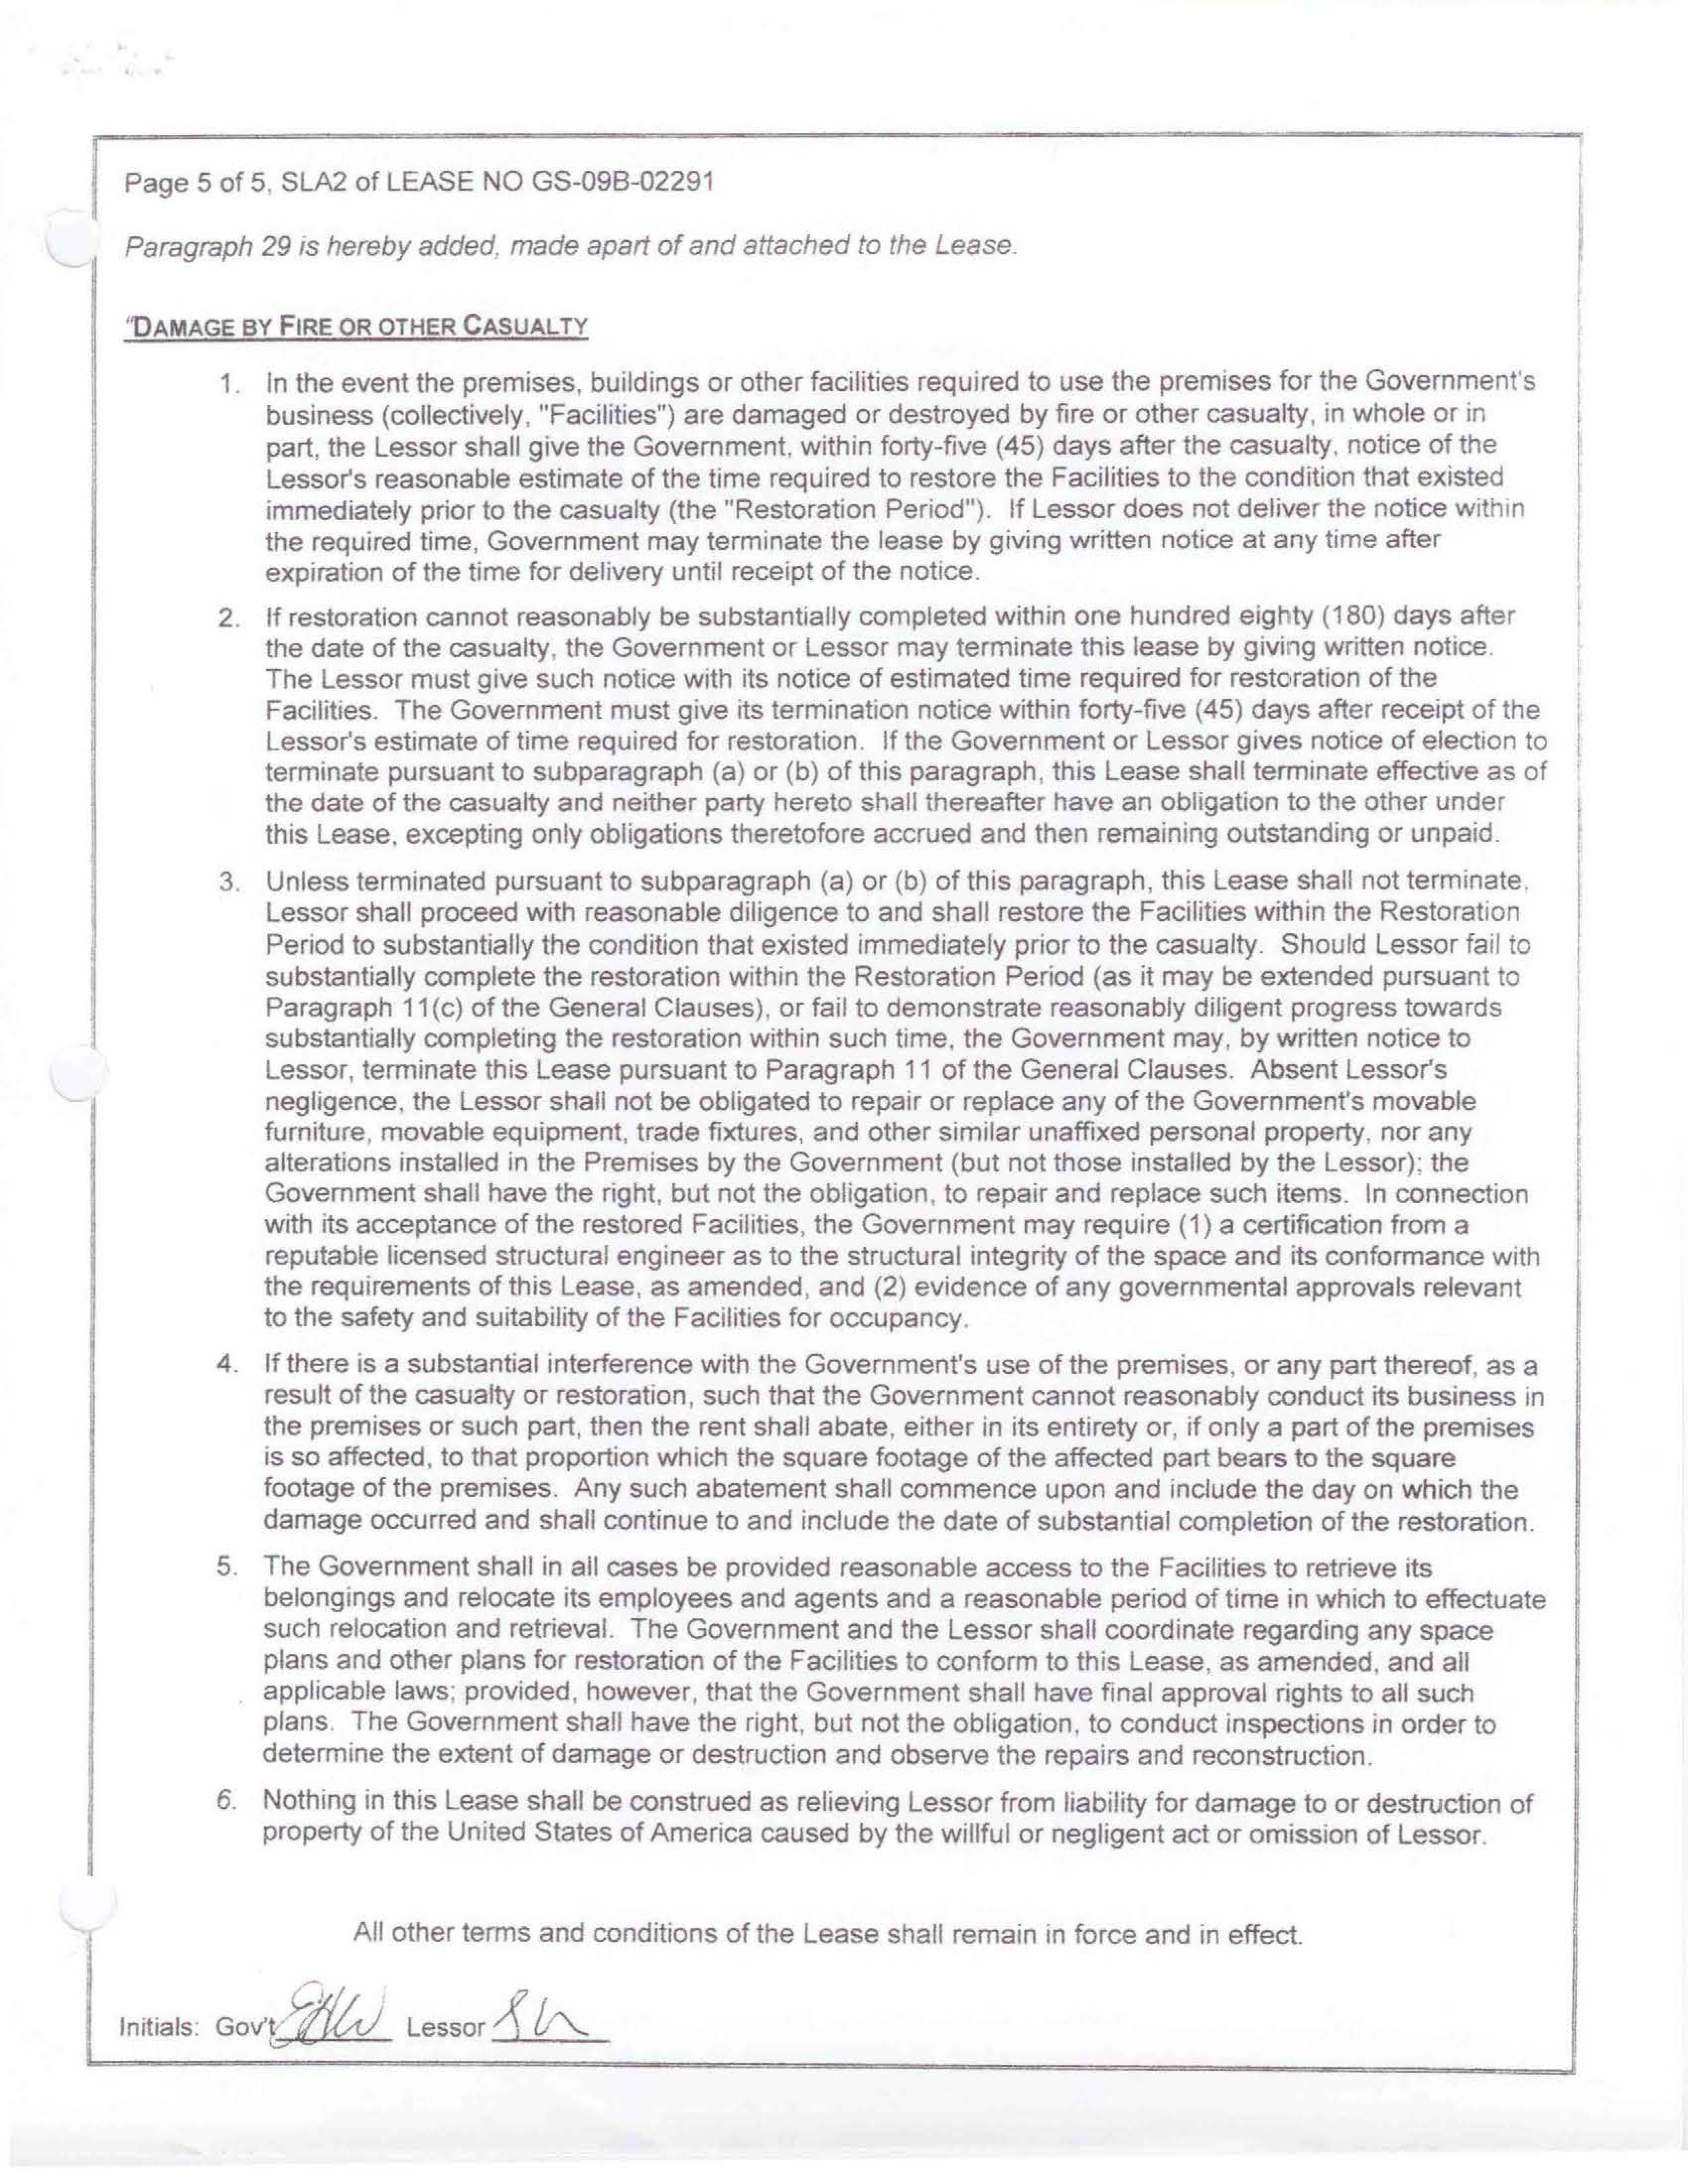 Page 5 of 5, SLA2 of LEASE NO GS-09B-02291
Paragraph 29 is hereby added, made apart of and attached to the Lease.
"DAMAGE BY FIRE OR OTHER CASUALTY
1. In the event the premises, buildings or other facilities required to use the premises for the Government's
business (collectively, "Facilities") are damaged or destroyed by fire or other casualty, in whole or in
part, the Lessor shall give the Government, within forty-five (45) days after the casualty, notice of the
Lessor's reasonable estimate of the time required to restore the Facilities to the condition that existed
immediately prior to the casualty (the "Restoration Period"). If Lessor does not deliver the notice within
the required time, Government may terminate the lease by giving written notice at any time after
expiration of the time for delivery until receipt of the notice.
2. If restoration cannot reasonably be substantially completed within one hundred eighty (180) days after
the date of the casualty, the Government or Lessor may terminate this lease by giving written notice.
The Lessor must give such notice with its notice of estimated time required for restoration of the
Facilities. The Government must give its termination notice within forty-five (45) days after receipt of the
Lessor's estimate of time required for restoration. If the Government or Lessor gives notice of election to
terminate pursuant to subparagraph (a) or (b) of this paragraph, this Lease shall terminate effective as of
the date of the casualty and neither party hereto shall thereafter have an obligation to the other under
this Lease, excepting only obligations theretofore accrued and then remaining outstanding or unpaid.
3. Unless terminated pursuant to subparagraph (a) or (b) of this paragraph, this Lease shall not terminate.
Lessor shall proceed with reasonable diligence to and shall restore the Facilities within the Restoration
Period to substantially the condition that existed immediately prior to the casualty. Should Lessor fail to
substantially complete the restoration within the Restoration Period (as it may be extended pursuant to
Paragraph 11(c) of the General Clauses), or fail to demonstrate reasonably diligent progress towards
substantially completing the restoration within such time, the Government may, by written notice to
Lessor, terminate this Lease pursuant to Paragraph 11 of the General Clauses. Absent Lessor's
negligence, the Lessor shall not be obligated to repair or replace any of the Government's movable
furniture, movable equipment, trade fixtures, and other similar unaffixed personal property, nor any
alterations installed in the Premises by the Government (but not those installed by the Lessor); the
Government shall have the right, but not the obligation, to repair and replace such items. In connection
with its acceptance of the restored Facilities, the Government may require (1) a certification from a
reputable licensed structural engineer as to the structural integrity of the space and its conformance with
the requirements of this Lease, as amended, and (2) evidence of any governmental approvals relevant
to the safety and suitability of the Facilities for occupancy.
4. If there is a substantial interference with the Government's use of the premises, or any part thereof, as a
result of the casualty or restoration, such that the Government cannot reasonably conduct its business in
the premises or such part, then the rent shall abate, either in its entirety or, if only a part of the premises
is so affected, to that proportion which the square footage of the affected part bears to the square
footage of the premises. Any such abatement shall commence upon and include the day on which the
damage occurred and shall continue to and include the date of substantial completion of the restoration.
5. The Government shall in all cases be provided reasonable access to the Facilities to retrieve its
belongings and relocate its employees and agents and a reasonable period of time in which to effectuate
such relocation and retrieval. The Government and the Lessor shall coordinate regarding any space
plans and other plans for restoration of the Facilities to conform to this Lease, as amended, and all
applicable laws; provided, however, that the Government shall have final approval rights to all such
plans. The Government shall have the right, but not the obligation, to conduct inspections in order to
determine the extent of damage or destruction and observe the repairs and reconstruction.
6. Nothing in this Lease shall be construed as relieving Lessor from liability for damage to or destruction of
property of the United States of America caused by the willful or negligent act or omission of Lessor.
All other terms and conditions of the Lease shall remain in force and in effect.
Initials: Gov't Lessor